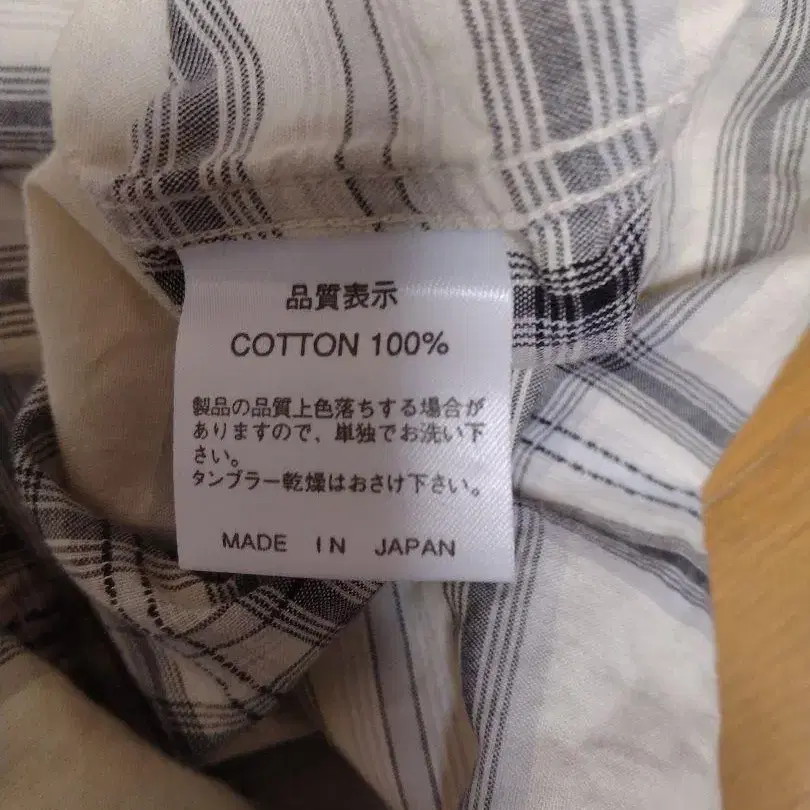 品質表示
COTTON 100%
製品の品質上色落ちする場合が
ありますので、単独でお洗い下
さい。
タンブラー乾燥はおさけ下さい。
MADE IN JAPAN